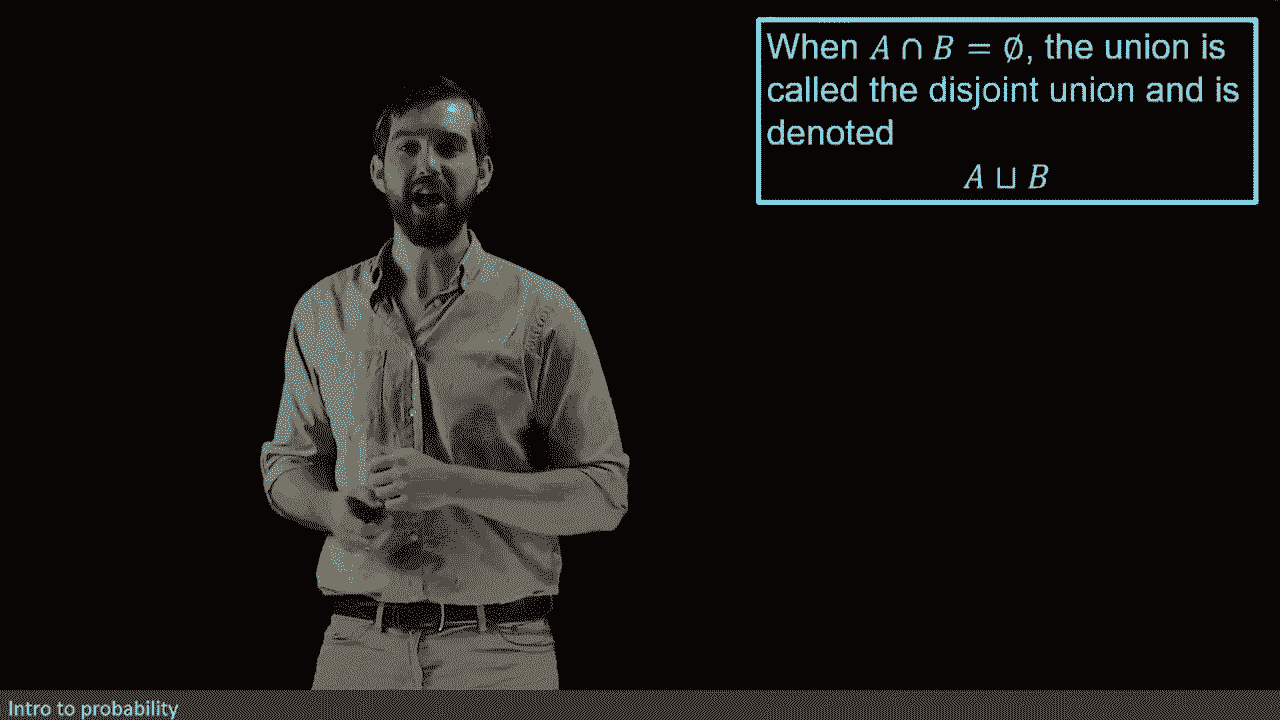 When A ∩ B = ∅, the union is
called the disjoint union and is
denoted
A ⊔ B
Intro to probability